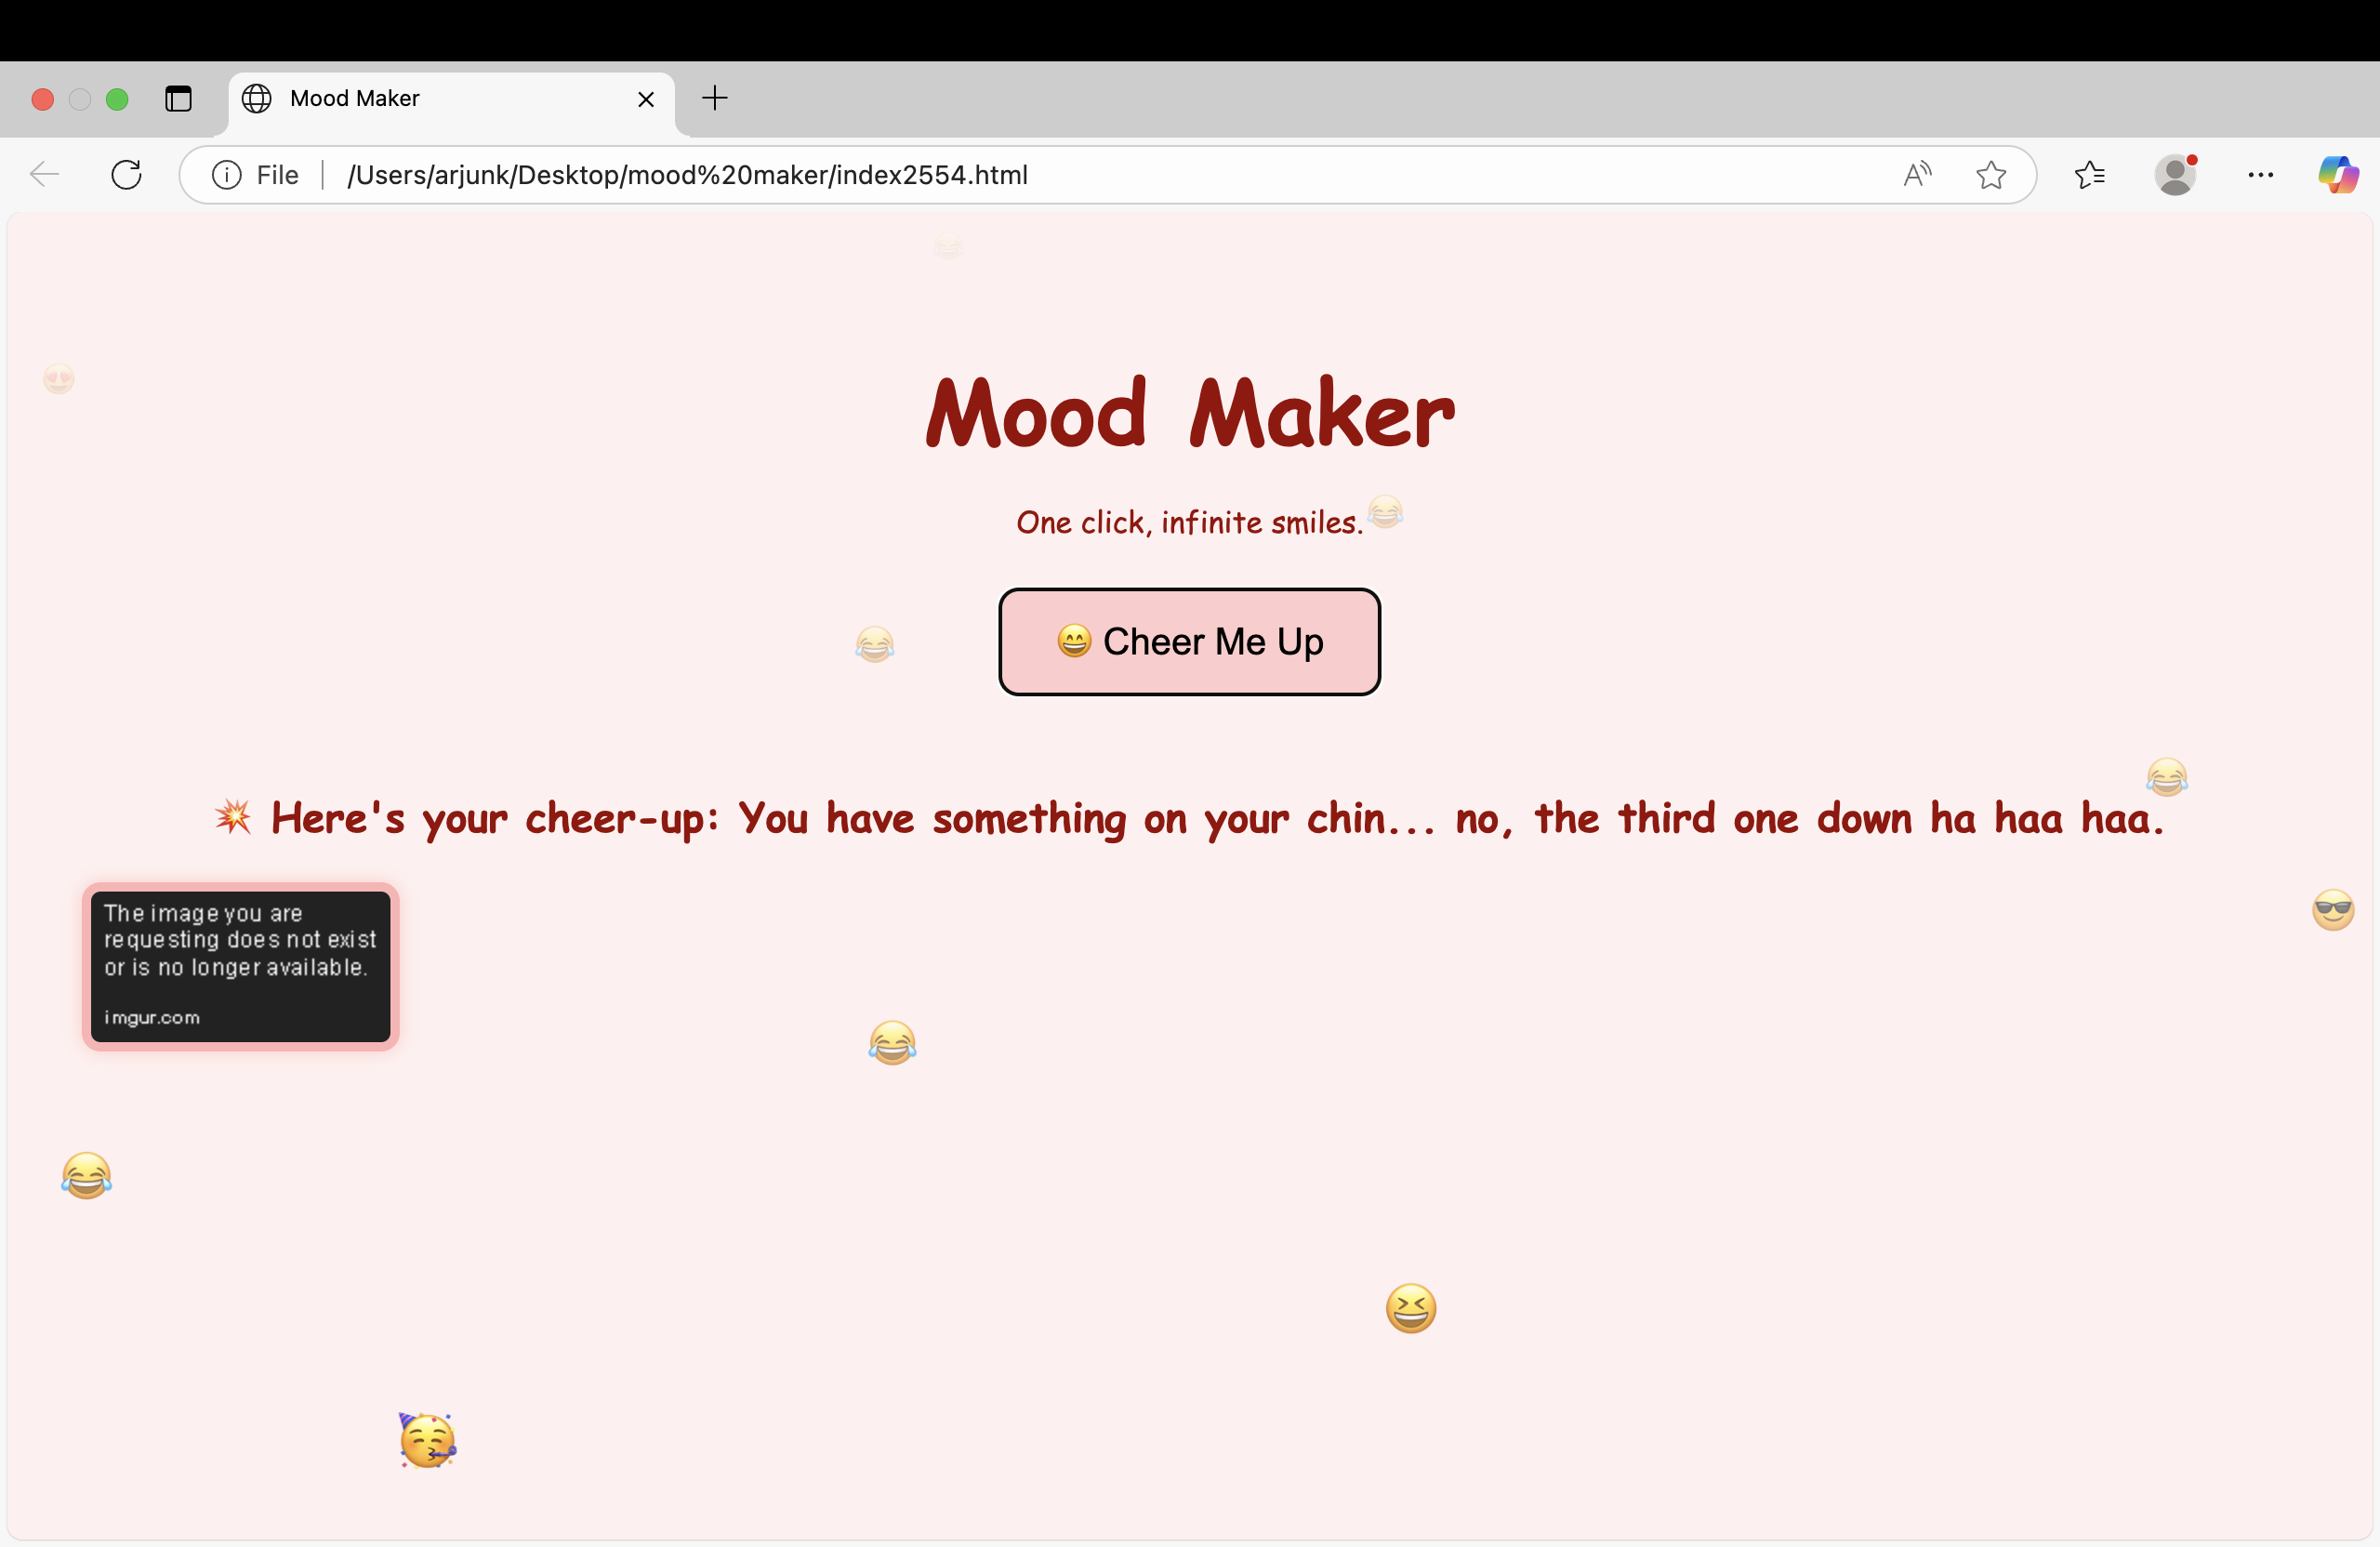 Mood Maker
File
/Users/arjunk/Desktop/mood%20maker/index2554.html
Mood Maker
One click, infinite smiles.
😄 Cheer Me Up
💥 Here's your cheer-up: You have something on your chin... no, the third one down ha haa haa.
The image you are
requesting does not exist
or is no longer available.
imgur.com